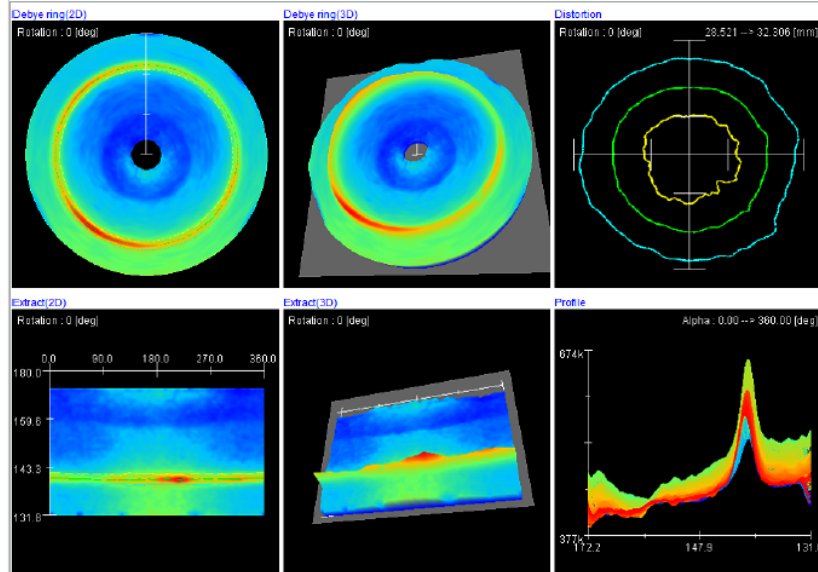 Debye ring(2D)
Rotation : 0 [deg]
Debye ring(3D)
Rotation : 0 [deg]
Distortion
Rotation : 0 [deg]
28.521 --> 32.906 [mm]
Extract(2D)
Rotation : 0 [deg]
0.0 90.0 180.0 270.0 360.0
180.0
159.6
143.3
131.8
Extract(3D)
Rotation : 0 [deg]
Profile
Alpha : 0.00 --> 360.00 [deg]
674k
377k
172.2 147.9 131.